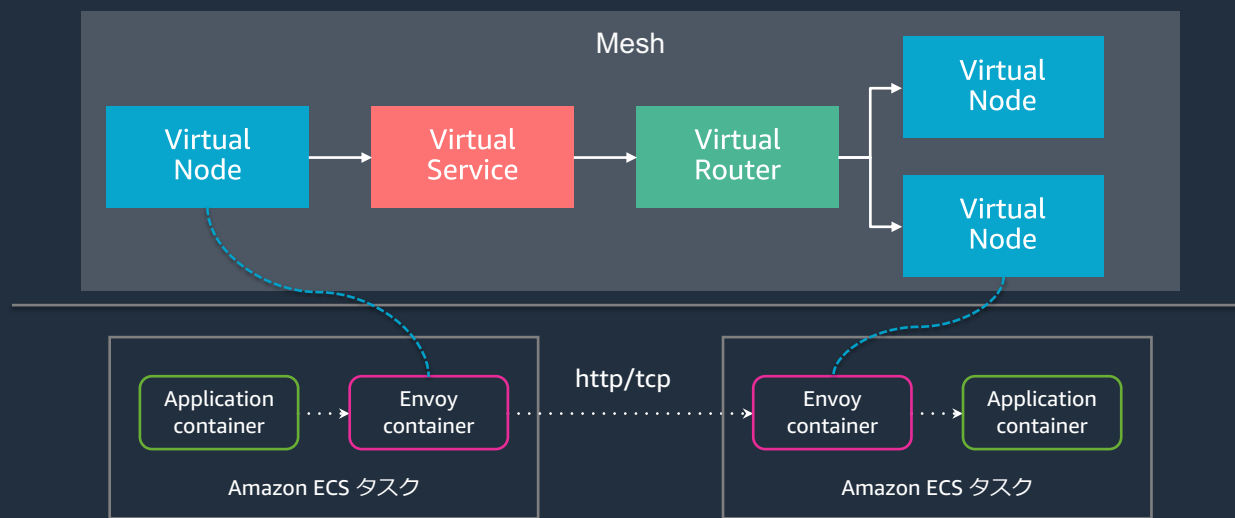 Mesh
Virtual
Node
Virtual
Service
Virtual
Router
Virtual
Node
Virtual
Node
Application
container
Envoy
container
Amazon ECS タスク
http/tcp
Envoy
container
Application
container
Amazon ECS タスク